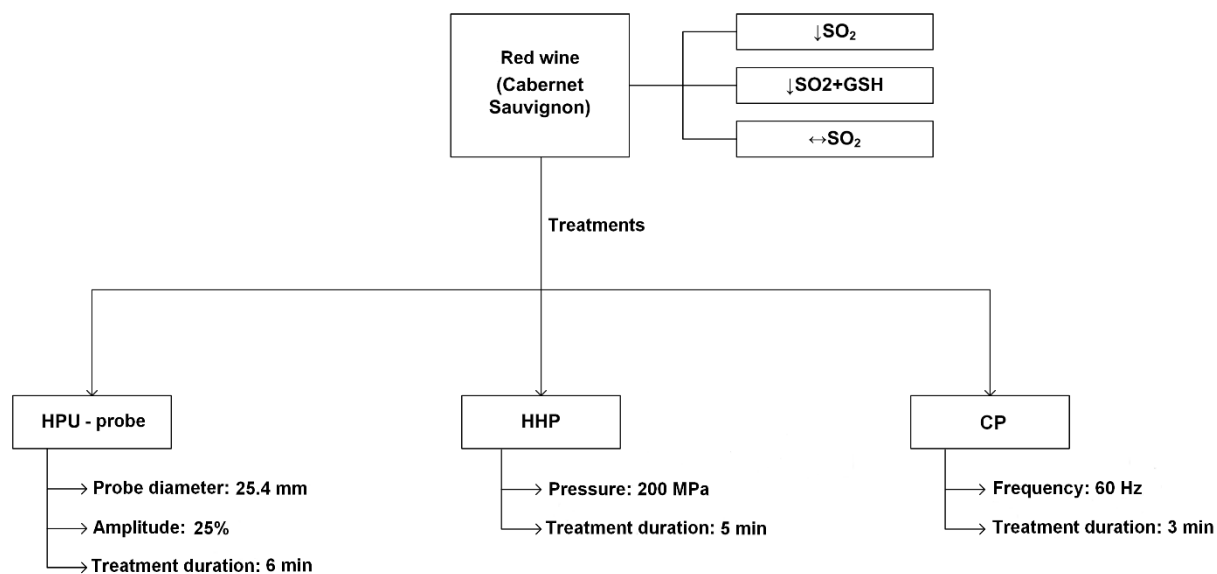 Red wine
(Cabernet
Sauvignon)
↓SO₂
↓SO2+GSH
↔SO₂
Treatments
HPU - probe
HHP
CP
Probe diameter: 25.4 mm
Amplitude: 25%
Treatment duration: 6 min
Pressure: 200 MPa
Treatment duration: 5 min
Frequency: 60 Hz
Treatment duration: 3 min